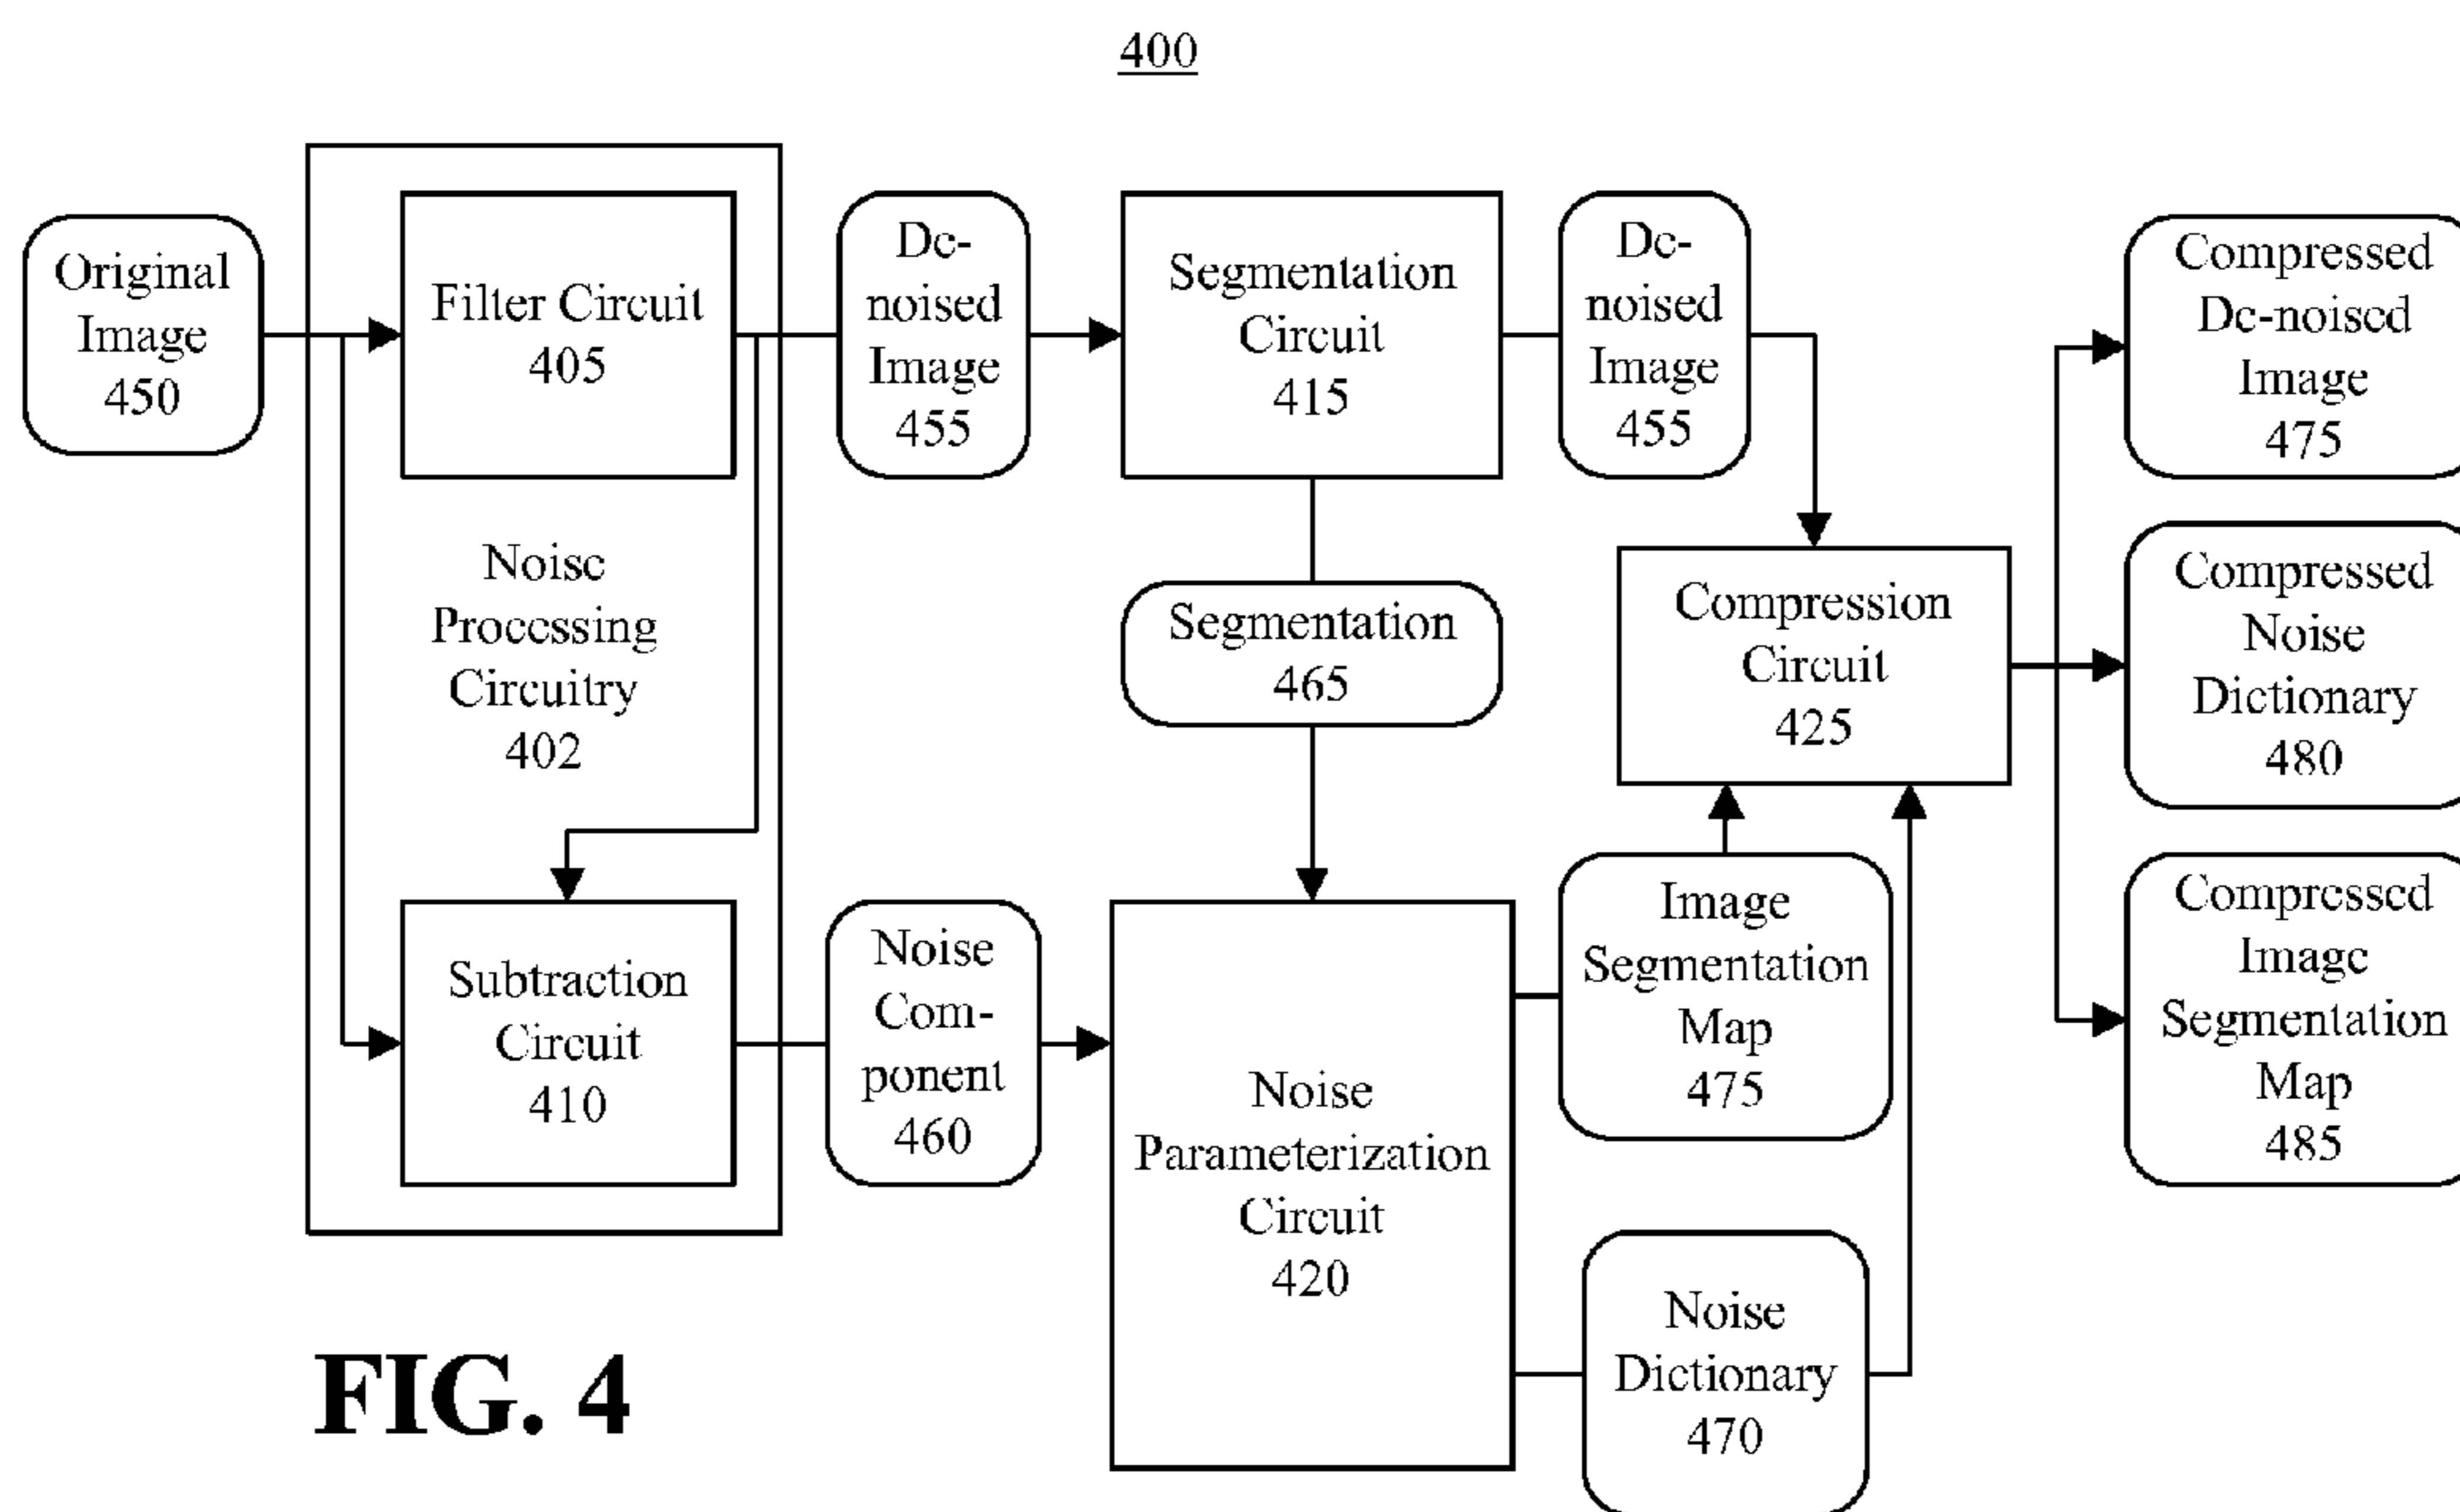 400
Original
Image
450
Filter Circuit
405
Noise
Processing
Circuitry
402
Subtraction
Circuit
410
De-
noised
Image
455
Noise
Com-
ponent
460
Segmentation
Circuit
415
Segmentation
465
Noise
Parameterization
Circuit
420
De-
noised
Image
455
Compression
Circuit
425
Image
Segmentation
Map
475
Noise
Dictionary
470
Compressed
De-noised
Image
475
Compressed
Noise
Dictionary
480
Compressed
Image
Segmentation
Map
485
FIG. 4